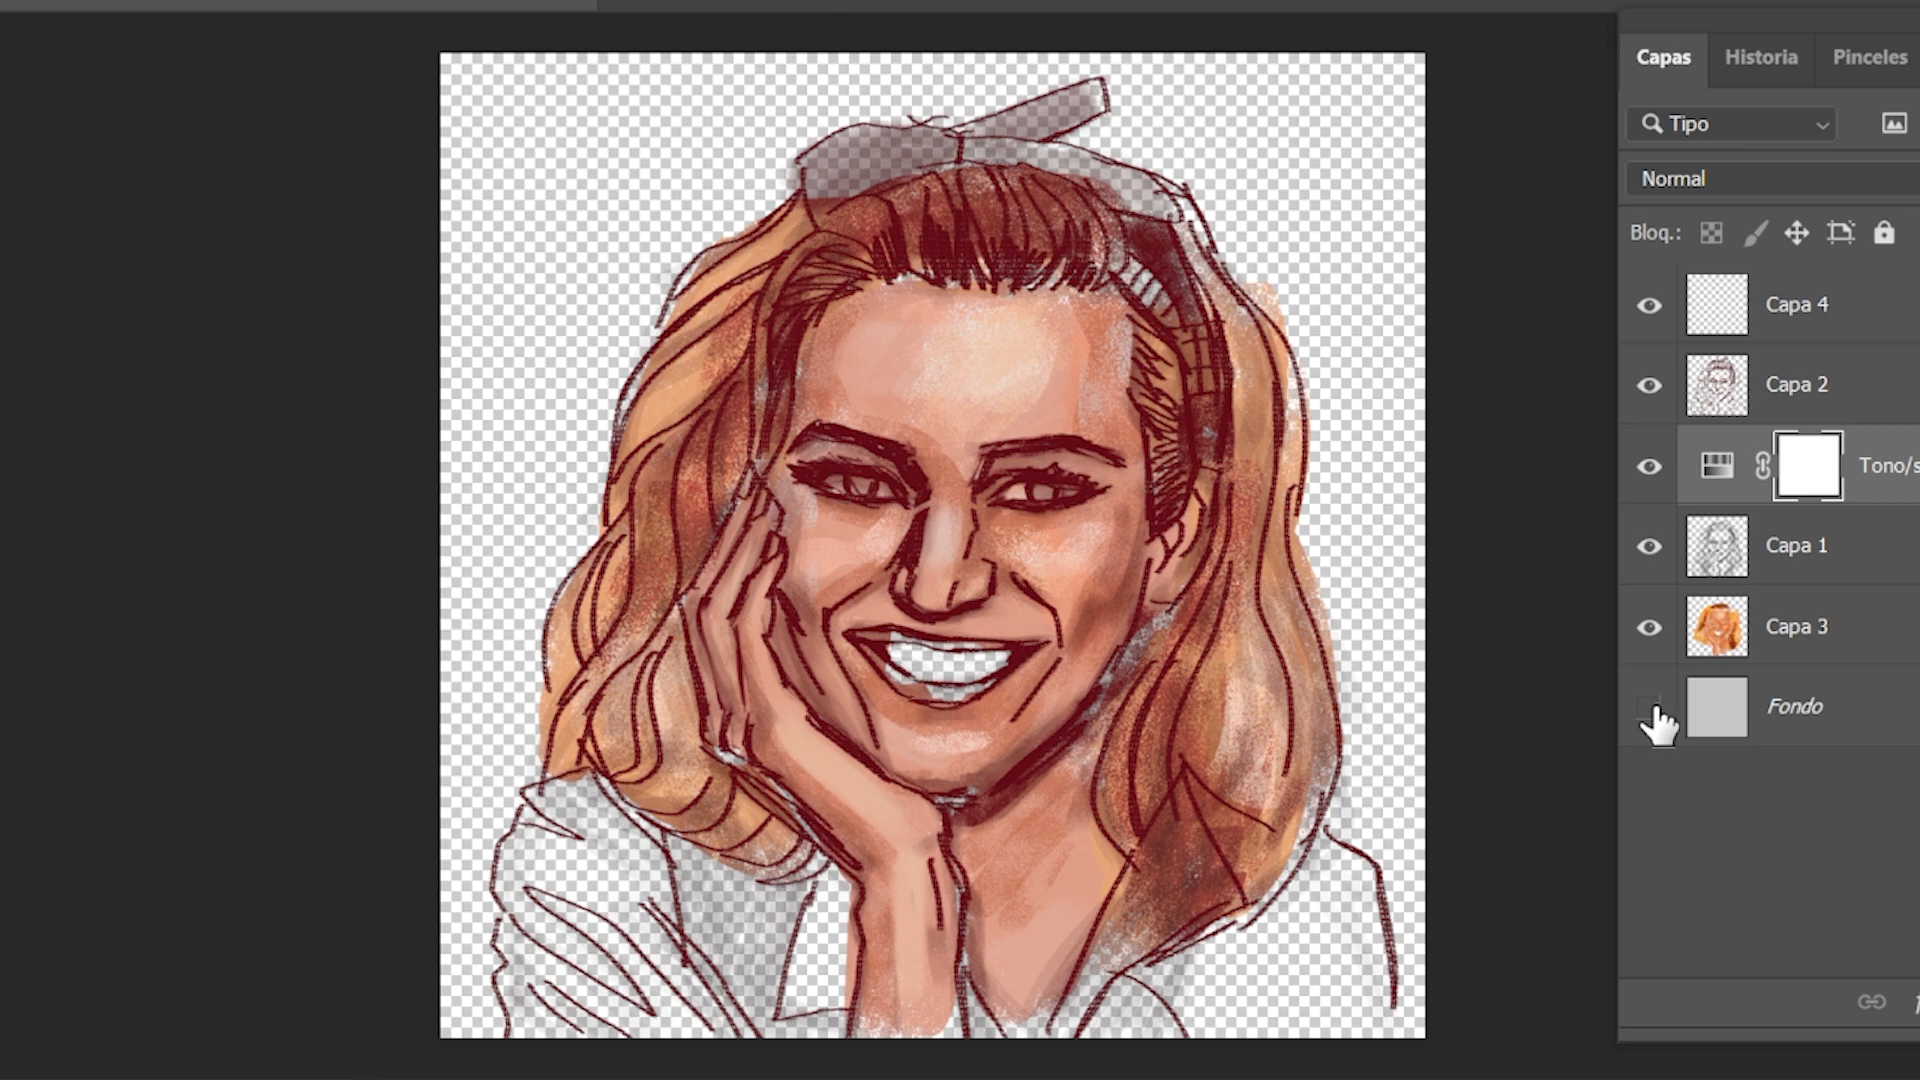 Capas Historia Pinceles
Tipo
Normal
Bloq.:
Capa 4
Capa 2
Tono/s
Capa 1
Capa 3
Fondo